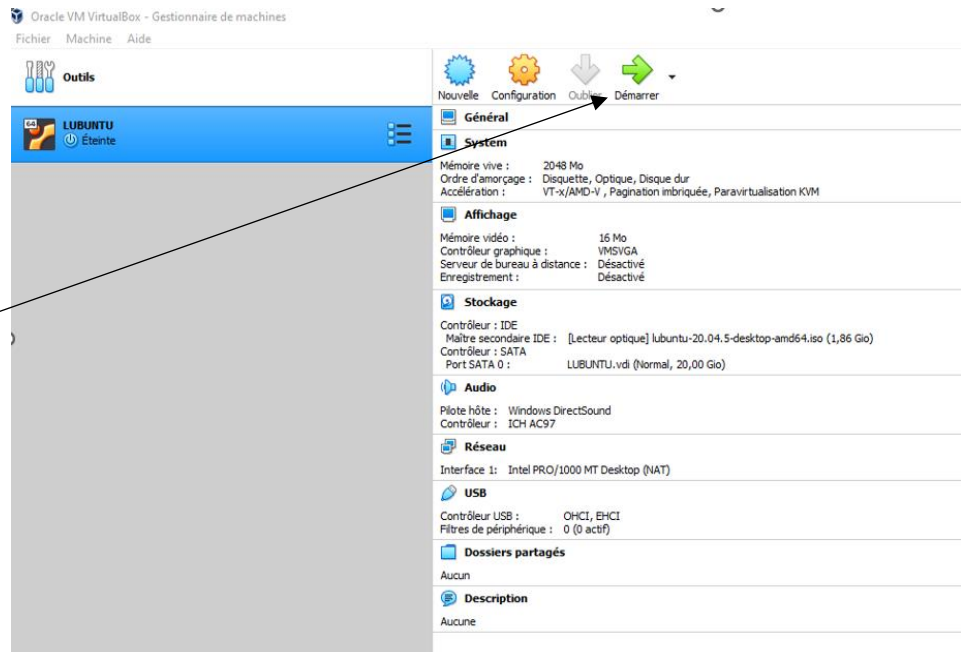 Oracle VM VirtualBox - Gestionnaire de machines
Fichier Machine Aide
Outils
64
LUBUNTU
Éteinte
Nouvelle Configuration Oublier Démarrer
Général
System
Mémoire vive : 2048 Mo
Ordre d'amorçage : Disquette, Optique, Disque dur
Accélération : VT-x/AMD-V , Pagination imbriquée, Paravirtualisation KVM
Affichage
Mémoire vidéo : 16 Mo
Contrôleur graphique : VMSVGA
Serveur de bureau à distance : Désactivé
Enregistrement : Désactivé
Stockage
Contrôleur : IDE
Maître secondaire IDE : [Lecteur optique] lubuntu-20.04.5-desktop-amd64.iso (1,86 Gio)
Contrôleur : SATA
Port SATA 0 : LUBUNTU.vdi (Normal, 20,00 Gio)
Audio
Pilote hôte : Windows DirectSound
Contrôleur : ICH AC97
Réseau
Interface 1: Intel PRO/1000 MT Desktop (NAT)
USB
Contrôleur USB : OHCI, EHCI
Filtres de périphérique : 0 (0 actif)
Dossiers partagés
Aucun
Description
Aucune